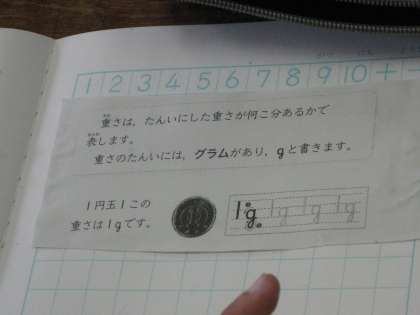 1 2 3 4 5 6 7 8 9 10 + −
重さは、たんいにした重さが何こ分あるかで
表します。
重さのたんいには、グラムがあり、gと書きます。
1円玉1この
重さは1gです。
1g 1g 1g 1g